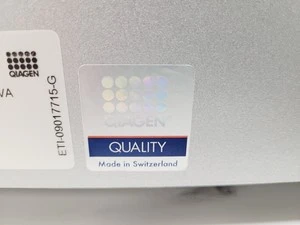 QIAGEN
VA
ETI-09017715-G
QIAGEN
QUALITY
Made in Switzerland